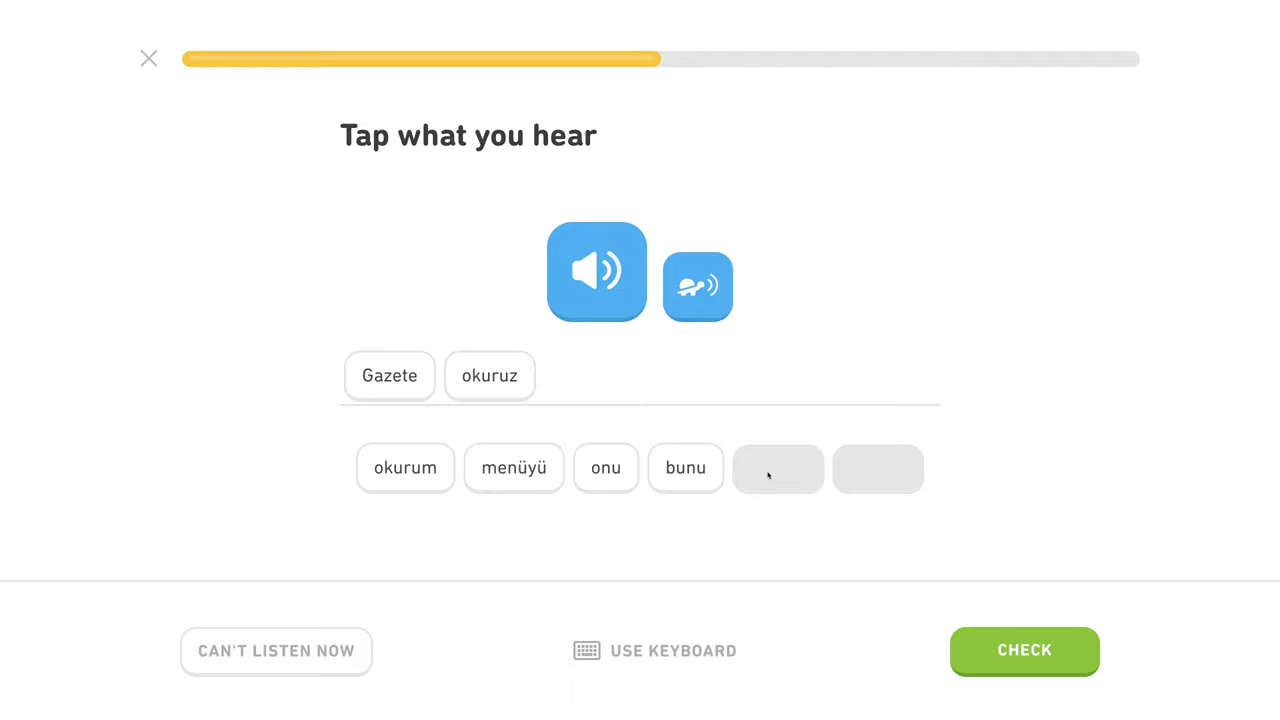 Tap what you hear
Gazete okuruz
okurum menüyü onu bunu
CAN'T LISTEN NOW USE KEYBOARD CHECK